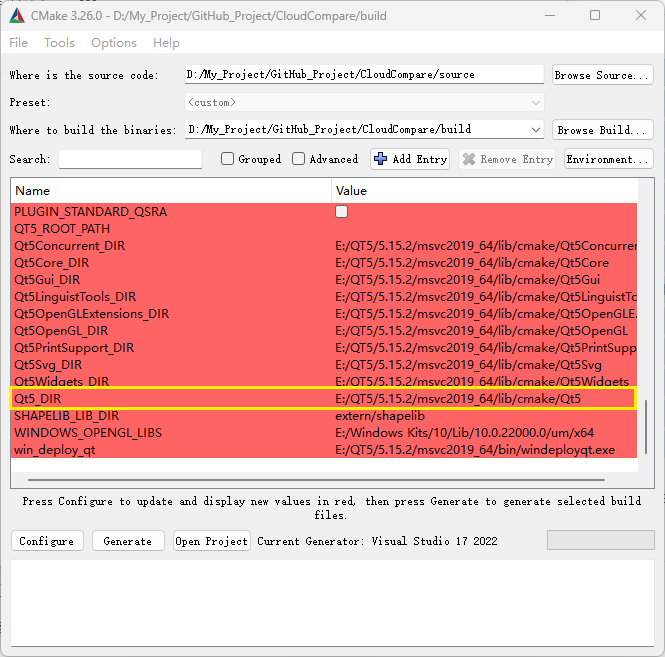 CMake 3.26.0 - D:/My_Project/GitHub_Project/CloudCompare/build
File Tools Options Help
Where is the source code: D:/My_Project/GitHub_Project/CloudCompare/source Browse Source...
Preset: <custom>
Where to build the binaries: D:/My_Project/GitHub_Project/CloudCompare/build Browse Build...
Search: Grouped Advanced Add Entry Remove Entry Environment...
Name Value
PLUGIN_STANDARD_QSRA
QT5_ROOT_PATH
Qt5Concurrent_DIR E:/QT5/5.15.2/msvc2019_64/lib/cmake/Qt5Concurren
Qt5Core_DIR E:/QT5/5.15.2/msvc2019_64/lib/cmake/Qt5Core
Qt5Gui_DIR E:/QT5/5.15.2/msvc2019_64/lib/cmake/Qt5Gui
Qt5LinguistTools_DIR E:/QT5/5.15.2/msvc2019_64/lib/cmake/Qt5LinguistTo
Qt5OpenGLExtensions_DIR E:/QT5/5.15.2/msvc2019_64/lib/cmake/Qt5OpenGLE
Qt5OpenGL_DIR E:/QT5/5.15.2/msvc2019_64/lib/cmake/Qt5OpenGL
Qt5PrintSupport_DIR E:/QT5/5.15.2/msvc2019_64/lib/cmake/Qt5PrintSupp
Qt5Svg_DIR E:/QT5/5.15.2/msvc2019_64/lib/cmake/Qt5Svg
Qt5Widgets_DIR E:/QT5/5.15.2/msvc2019_64/lib/cmake/Qt5Widgets
Qt5_DIR E:/QT5/5.15.2/msvc2019_64/lib/cmake/Qt5
SHAPELIB_LIB_DIR extern/shapelib
WINDOWS_OPENGL_LIBS E:/Windows Kits/10/Lib/10.0.22000.0/um/x64
win_deploy_qt E:/QT5/5.15.2/msvc2019_64/bin/windeployqt.exe
Press Configure to update and display new values in red, then press Generate to generate selected build
files.
Configure Generate Open Project Current Generator: Visual Studio 17 2022